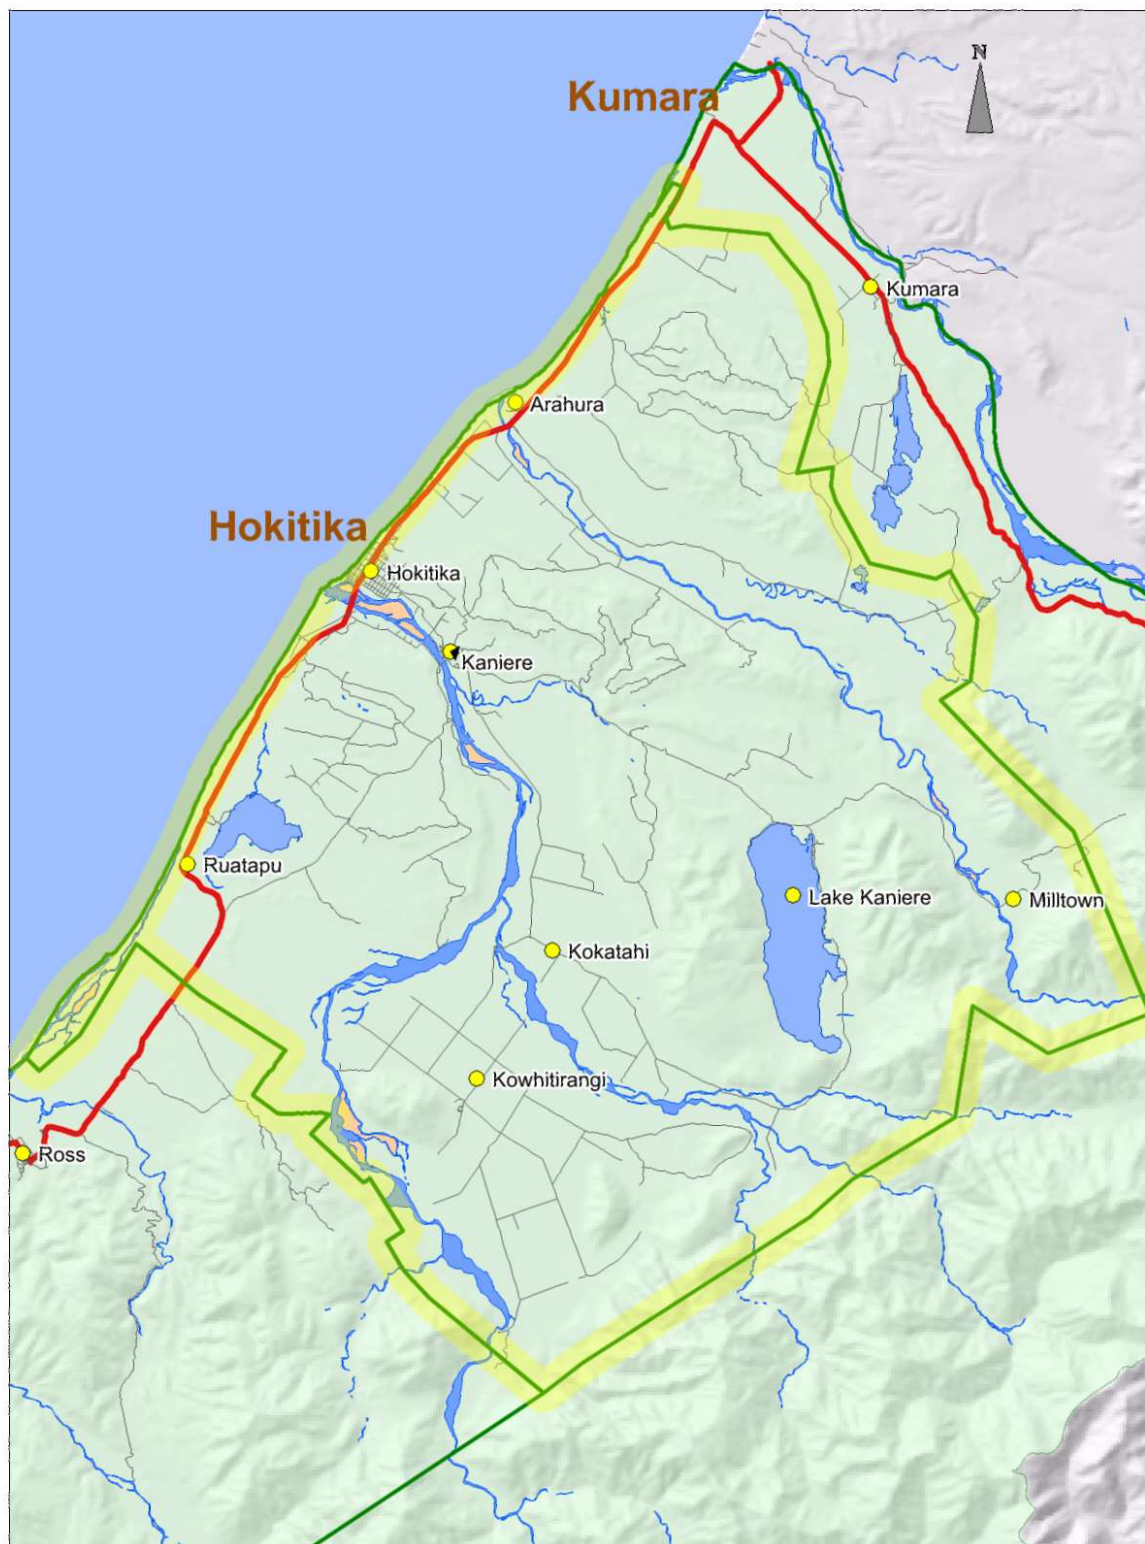 N
Kumara
Kumara
Arahura
Hokitika
Hokitika
Kaniere
Ruatapu
Lake Kaniere
Milltown
Kokatahi
Kowhitirangi
Ross